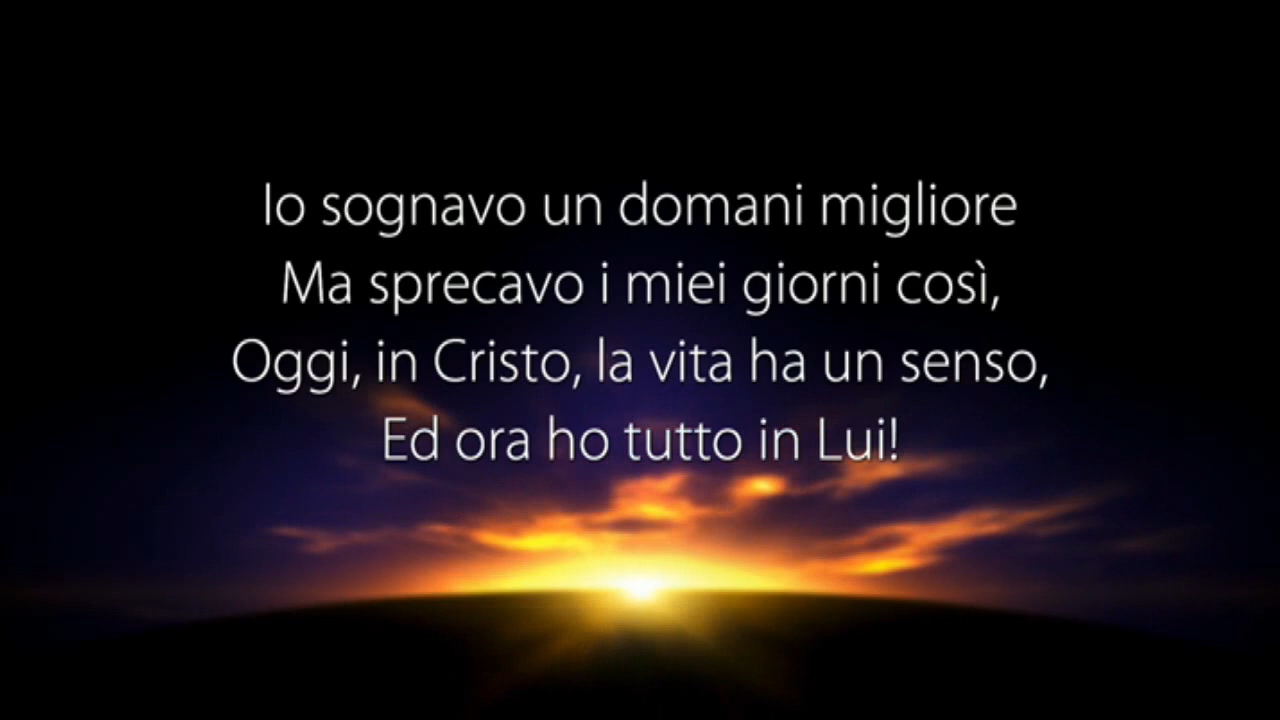 Io sognavo un domani migliore
Ma sprecavo i miei giorni così,
Oggi, in Cristo, la vita ha un senso,
Ed ora ho tutto in Lui!